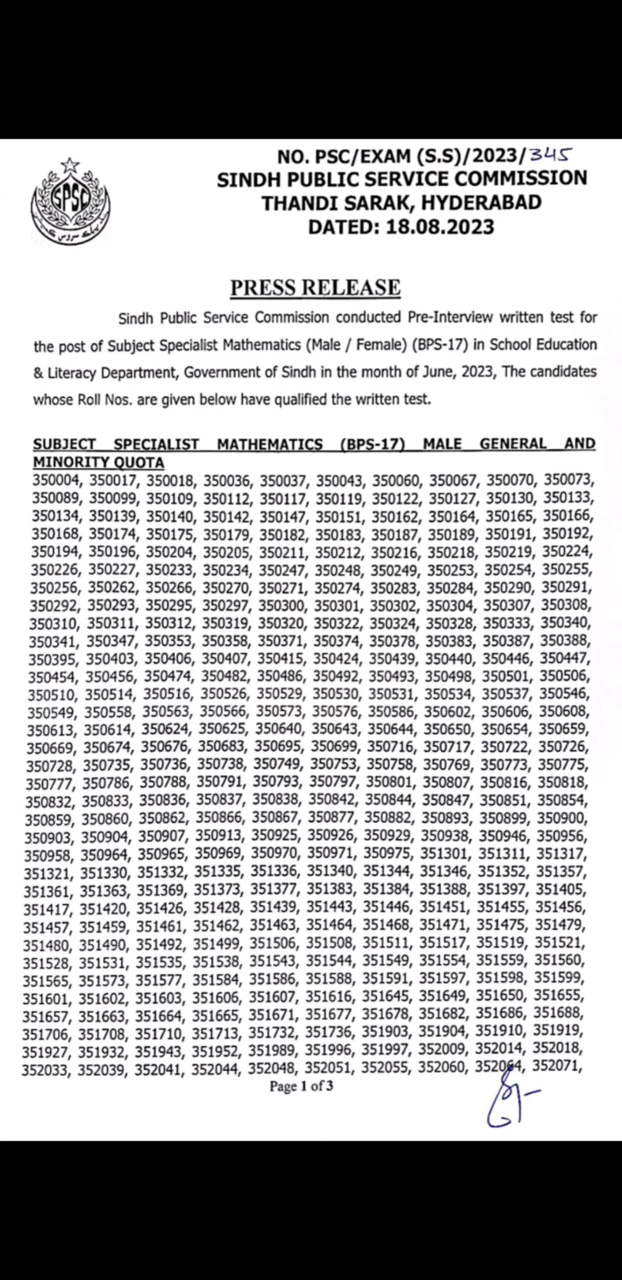 NO. PSC/EXAM (S.S)/2023/345
SINDH PUBLIC SERVICE COMMISSION
THANDI SARAK, HYDERABAD
DATED: 18.08.2023
SPSC
PRESS RELEASE
Sindh Public Service Commission conducted Pre-Interview written test for
the post of Subject Specialist Mathematics (Male / Female) (BPS-17) in School Education
& Literacy Department, Government of Sindh in the month of June, 2023, The candidates
whose Roll Nos. are given below have qualified the written test.
SUBJECT SPECIALIST MATHEMATICS (BPS-17) MALE GENERAL AND
MINORITY QUOTA
350004, 350017, 350018, 350036, 350037, 350043, 350060, 350067, 350070, 350073,
350089, 350099, 350109, 350112, 350117, 350119, 350122, 350127, 350130, 350133,
350134, 350139, 350140, 350142, 350147, 350151, 350162, 350164, 350165, 350166,
350168, 350174, 350175, 350179, 350182, 350183, 350187, 350189, 350191, 350192,
350194, 350196, 350204, 350205, 350211, 350212, 350216, 350218, 350219, 350224,
350226, 350227, 350233, 350234, 350247, 350248, 350249, 350253, 350254, 350255,
350256, 350262, 350266, 350270, 350271, 350274, 350283, 350284, 350290, 350291,
350292, 350293, 350295, 350297, 350300, 350301, 350302, 350304, 350307, 350308,
350310, 350311, 350312, 350319, 350320, 350322, 350324, 350328, 350333, 350340,
350341, 350347, 350353, 350358, 350371, 350374, 350378, 350383, 350387, 350388,
350395, 350403, 350406, 350407, 350415, 350424, 350439, 350440, 350446, 350447,
350454, 350456, 350474, 350482, 350486, 350492, 350493, 350498, 350501, 350506,
350510, 350514, 350516, 350526, 350529, 350530, 350531, 350534, 350537, 350546,
350549, 350558, 350563, 350566, 350573, 350576, 350586, 350602, 350606, 350608,
350613, 350614, 350624, 350625, 350640, 350643, 350644, 350650, 350654, 350659,
350669, 350674, 350676, 350683, 350695, 350699, 350716, 350717, 350722, 350726,
350728, 350735, 350736, 350738, 350749, 350753, 350758, 350769, 350773, 350775,
350777, 350786, 350788, 350791, 350793, 350797, 350801, 350807, 350816, 350818,
350832, 350833, 350836, 350837, 350838, 350842, 350844, 350847, 350851, 350854,
350859, 350860, 350862, 350866, 350867, 350877, 350882, 350893, 350899, 350900,
350903, 350904, 350907, 350913, 350925, 350926, 350929, 350938, 350946, 350956,
350958, 350964, 350965, 350969, 350970, 350971, 350975, 351301, 351311, 351317,
351321, 351330, 351332, 351335, 351336, 351340, 351344, 351346, 351352, 351357,
351361, 351363, 351369, 351373, 351377, 351383, 351384, 351388, 351397, 351405,
351417, 351420, 351426, 351428, 351439, 351443, 351446, 351451, 351455, 351456,
351457, 351459, 351461, 351462, 351463, 351464, 351468, 351471, 351475, 351479,
351480, 351490, 351492, 351499, 351506, 351508, 351511, 351517, 351519, 351521,
351528, 351531, 351535, 351538, 351543, 351544, 351549, 351554, 351559, 351560,
351565, 351573, 351577, 351584, 351586, 351588, 351591, 351597, 351598, 351599,
351601, 351602, 351603, 351606, 351607, 351616, 351645, 351649, 351650, 351655,
351657, 351663, 351664, 351665, 351671, 351677, 351678, 351682, 351686, 351688,
351706, 351708, 351710, 351713, 351732, 351736, 351903, 351904, 351910, 351919,
351927, 351932, 351943, 351952, 351989, 351996, 351997, 352009, 352014, 352018,
352033, 352039, 352041, 352044, 352048, 352051, 352055, 352060, 352064, 352071,
Page 1 of 3